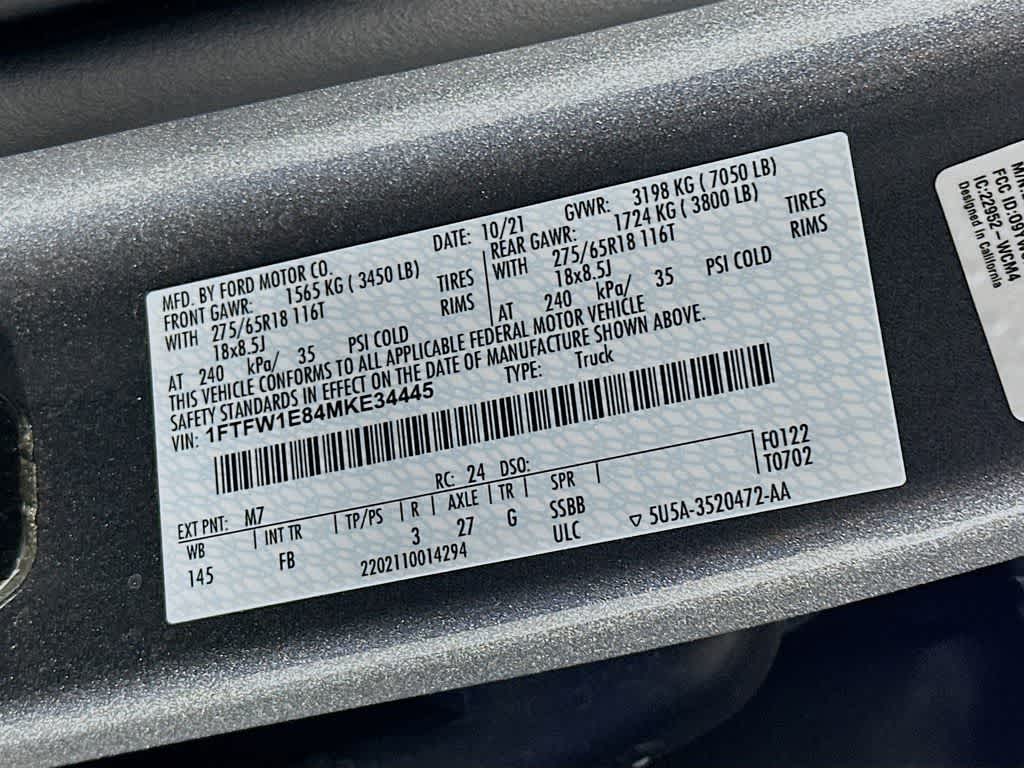 MFD. BY FORD MOTOR CO.
DATE: 10/21 GVWR: 3198 KG ( 7050 LB)
FRONT GAWR: 1565 KG ( 3450 LB) REAR GAWR: 1724 KG ( 3800 LB)
WITH 275/65R18 116T TIRES WITH 275/65R18 116T TIRES
18x8.5J RIMS 18x8.5J RIMS
AT 240 kPa/ 35 PSI COLD AT 240 kPa/ 35 PSI COLD
THIS VEHICLE CONFORMS TO ALL APPLICABLE FEDERAL MOTOR VEHICLE
SAFETY STANDARDS IN EFFECT ON THE DATE OF MANUFACTURE SHOWN ABOVE.
VIN: 1FTFW1E84MKE34445 TYPE: Truck
F0122
EXT PNT: M7 RC: 24 DSO: T0702
WB INT TR TP/PS R AXLE TR SPR
145 FB 3 27 G SSBB
▽ 5U5A-3520472-AA
2202110014294 ULC
FCC ID:
IC:22952-WCM4
Designed in California